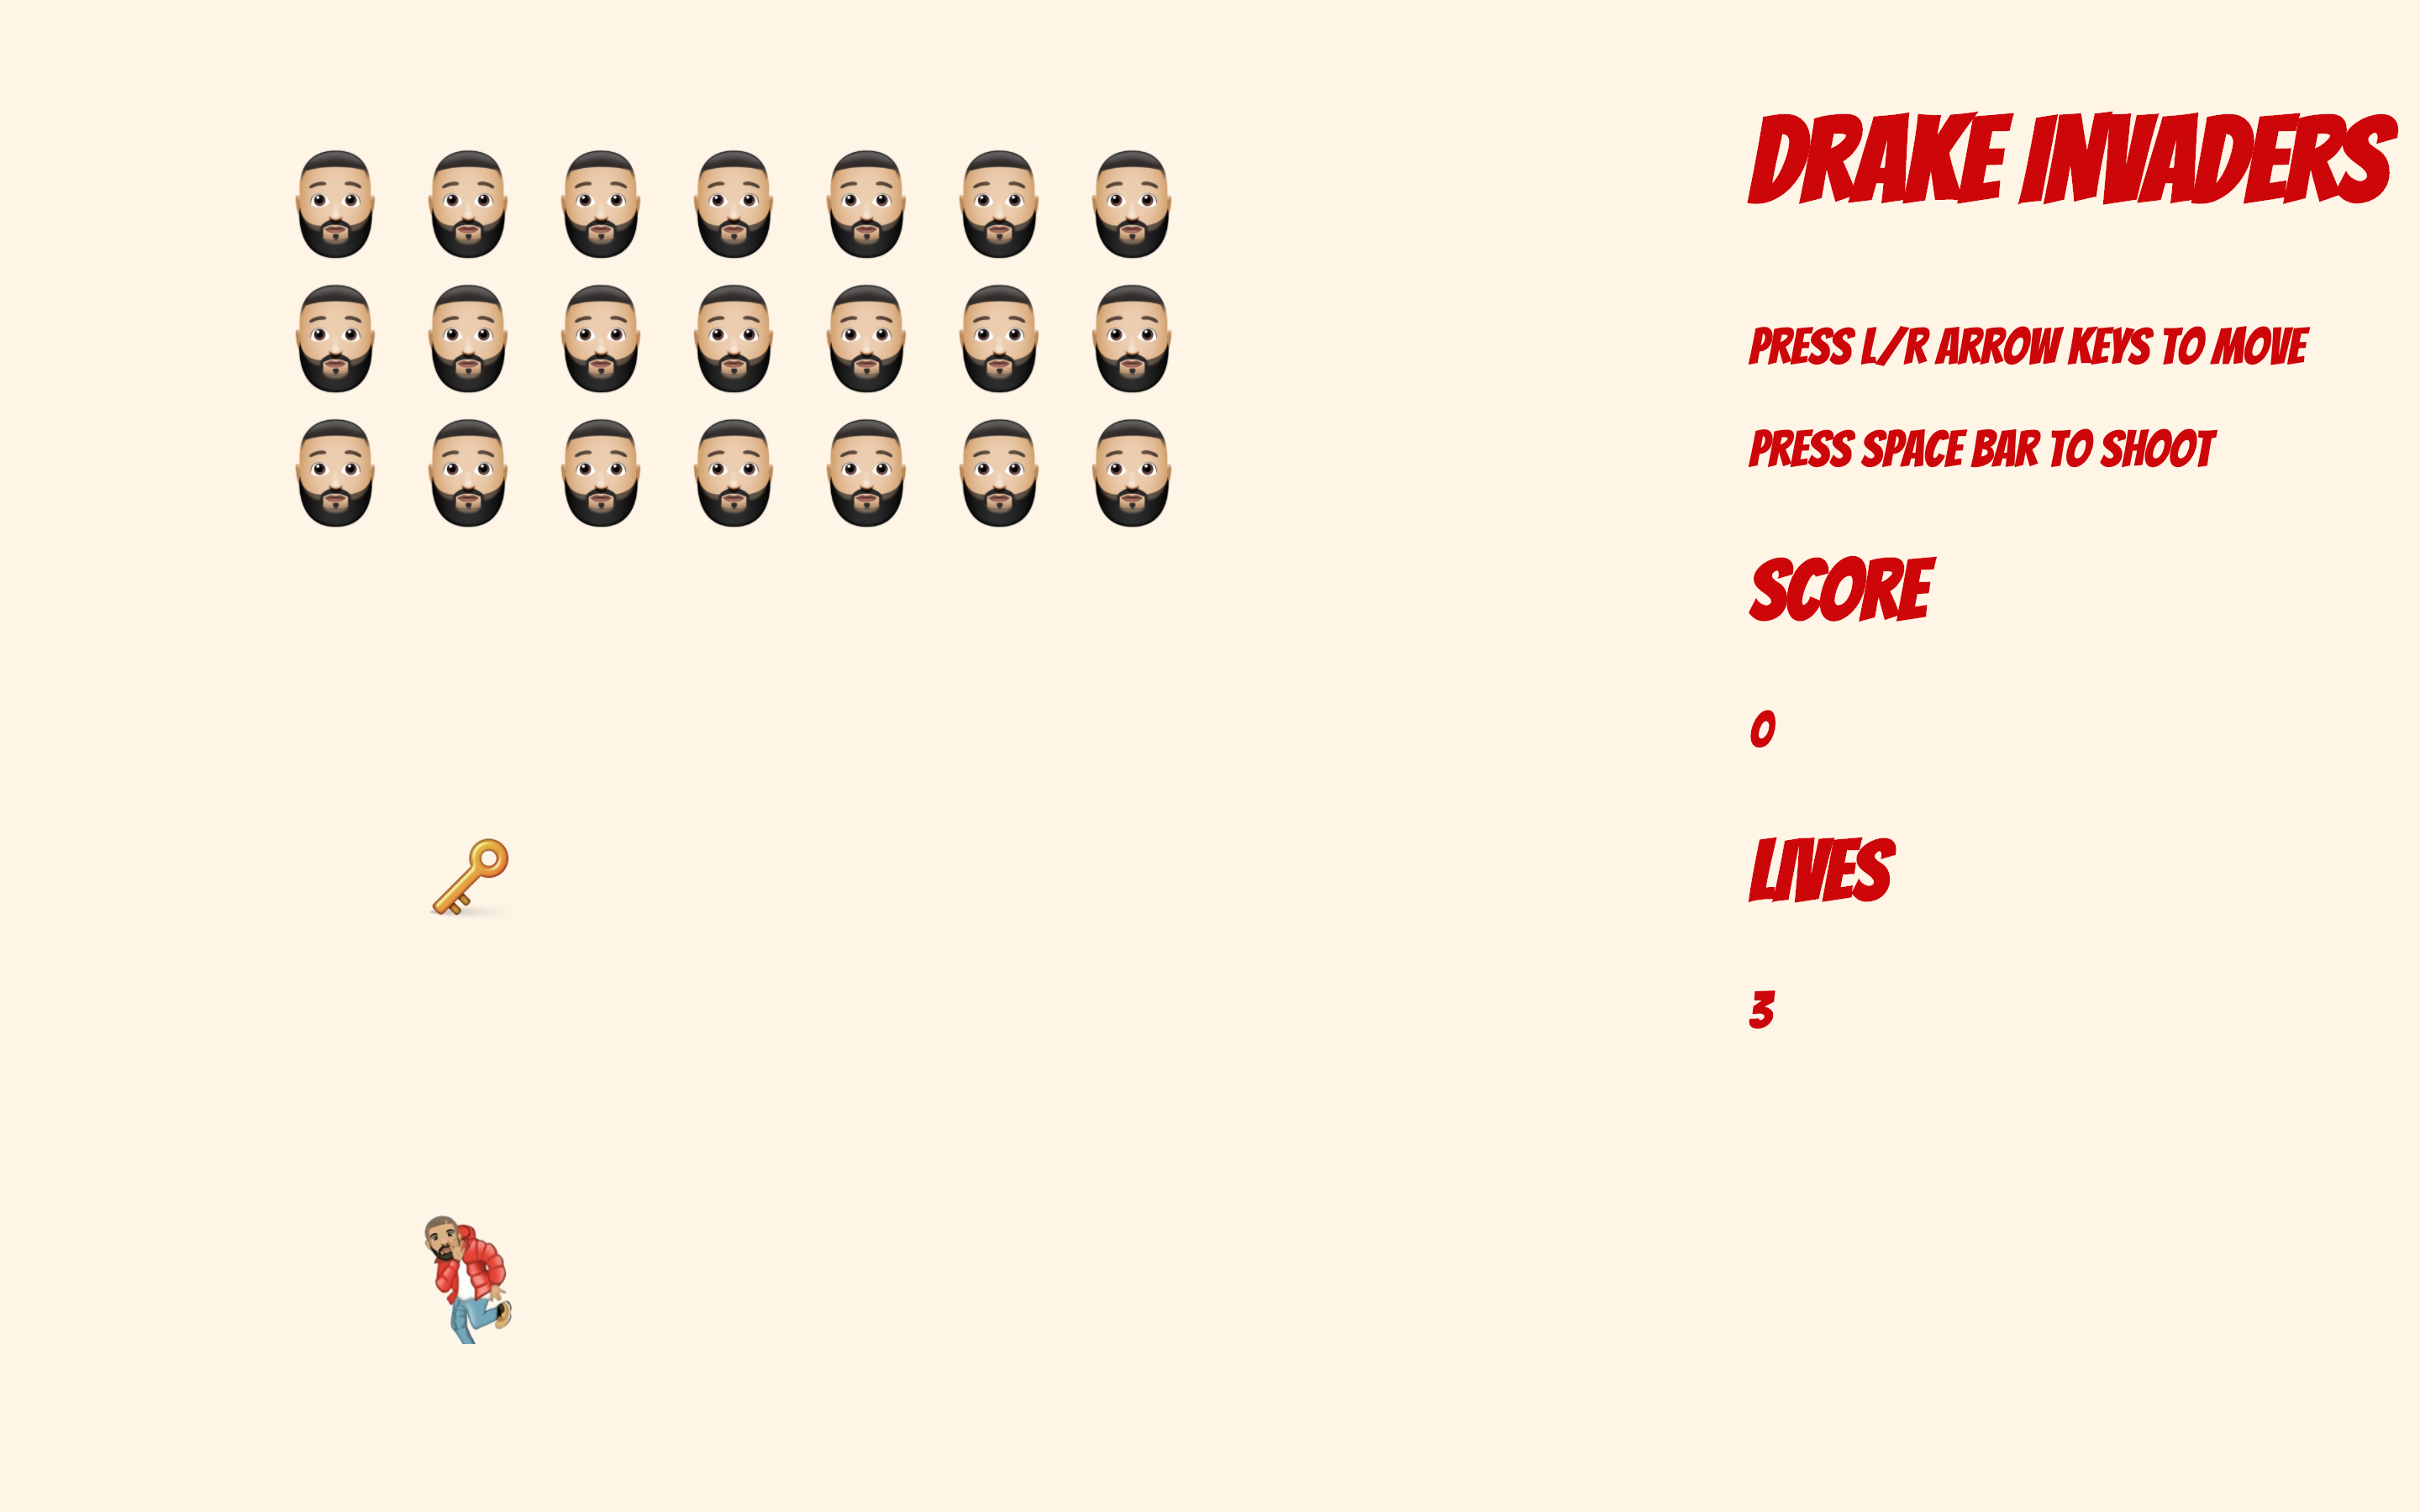 DRAKE INVADERS
PRESS L/R ARROW KEYS TO MOVE
PRESS SPACE BAR TO SHOOT
SCORE
0
LIVES
3